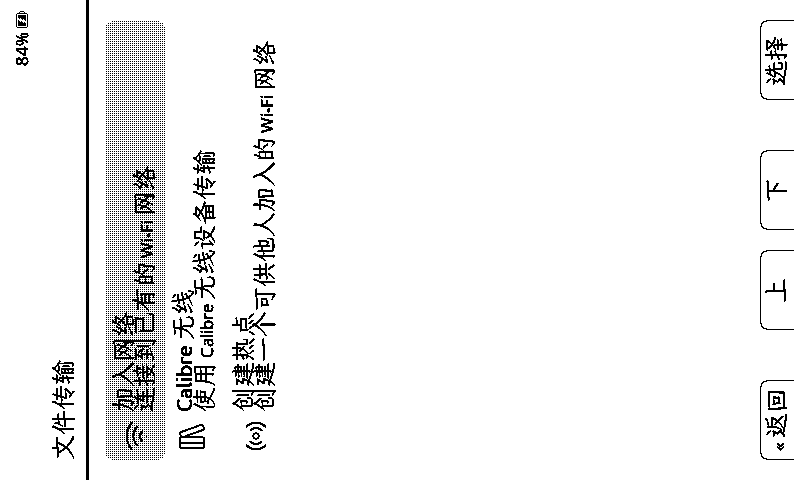 84%
文件传输
加入网络
连接到已有的 Wi-Fi 网络
Calibre 无线
使用 Calibre 无线设备传输
创建热点
创建一个可供他人加入的 Wi-Fi 网络
« 返回
上
下
选择